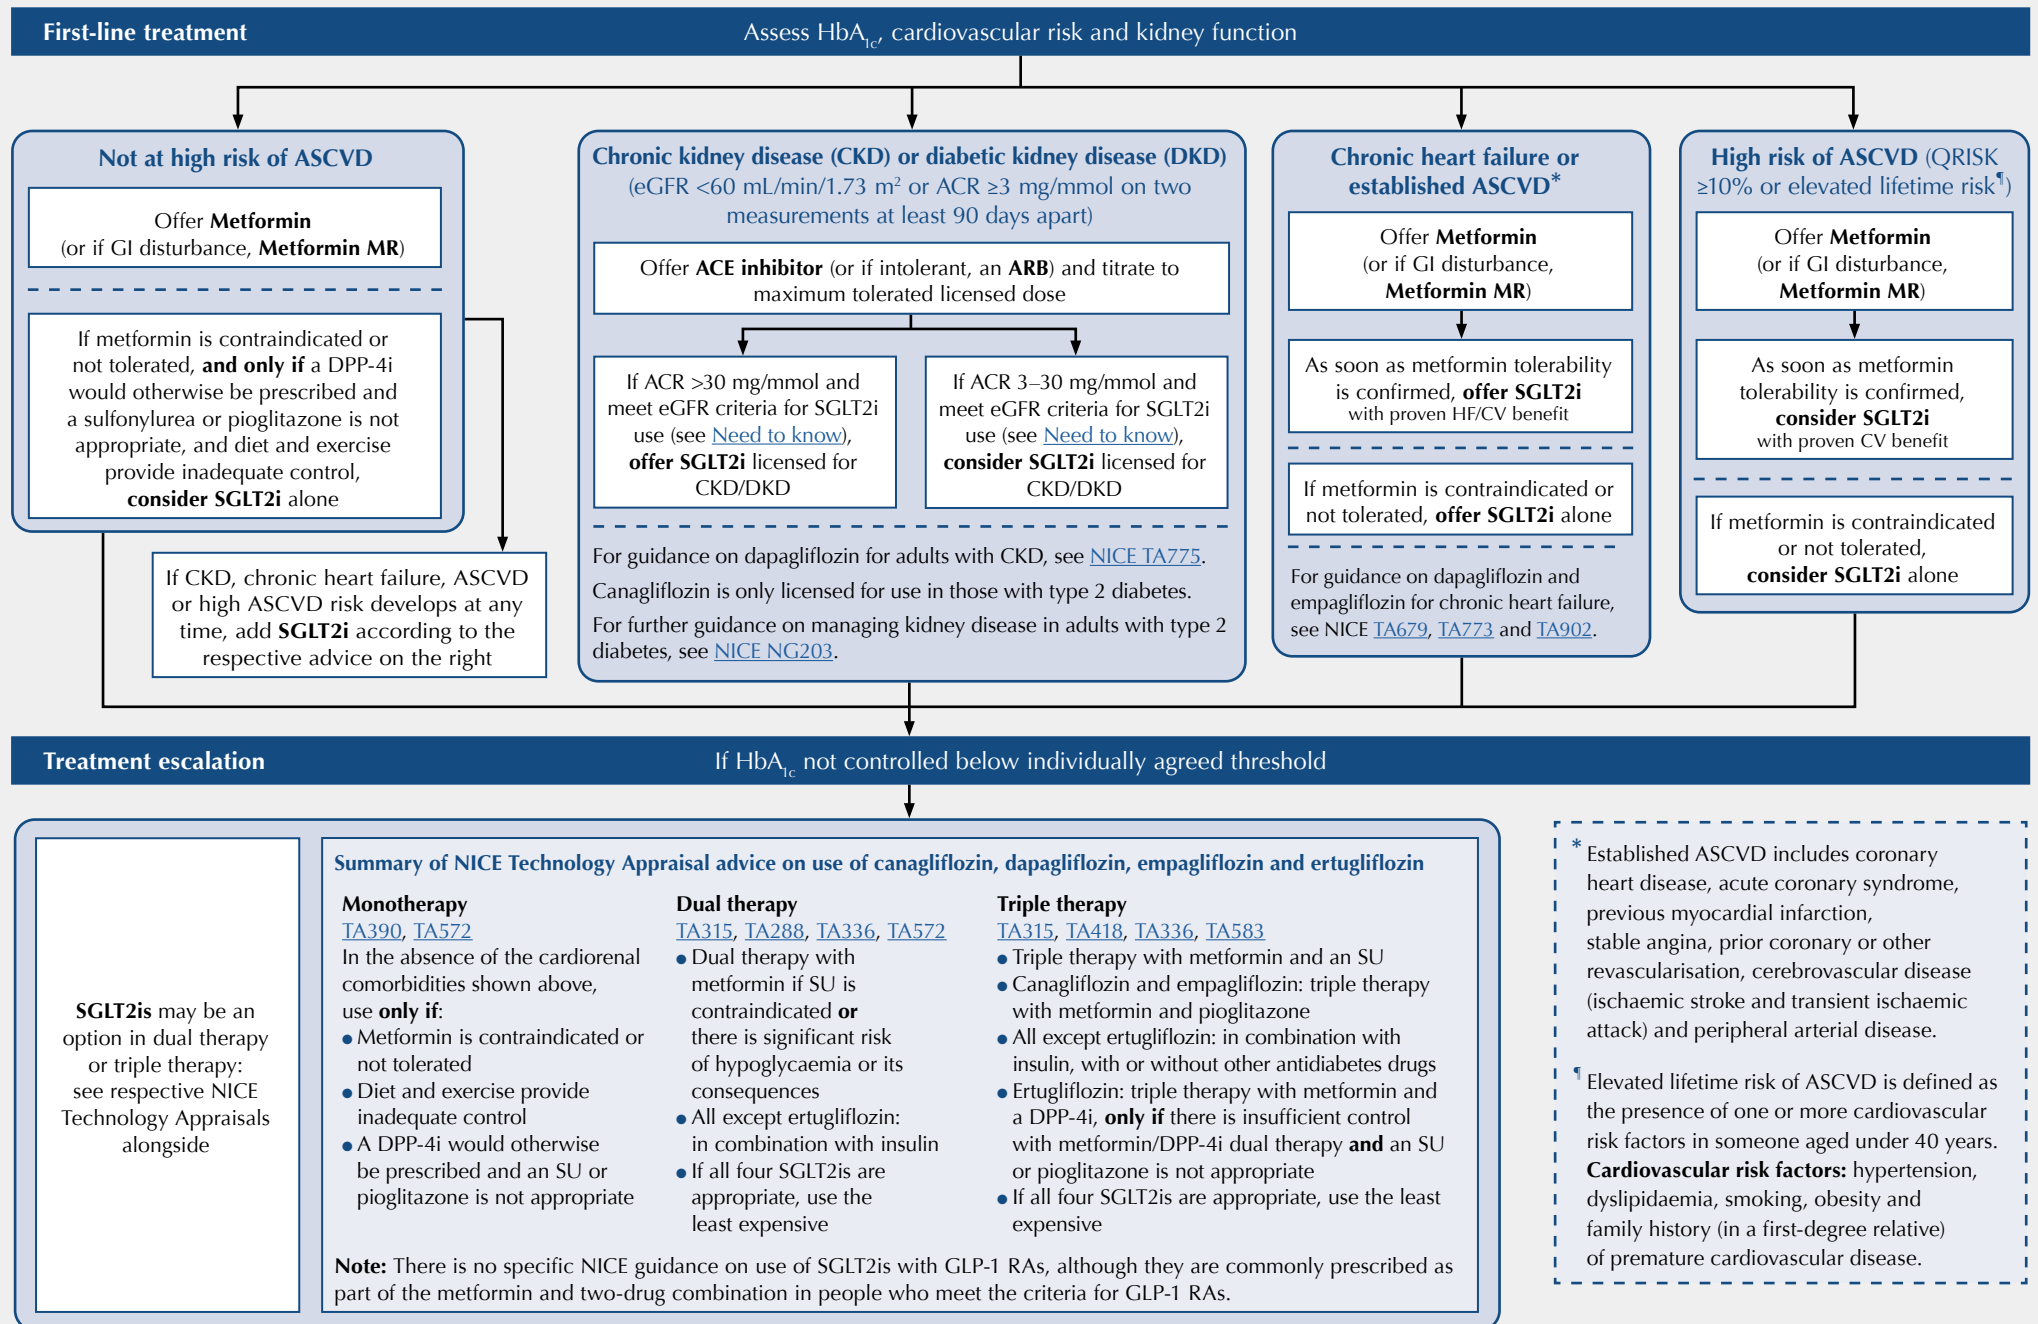 First-line treatment
Assess HbA1c, cardiovascular risk and kidney function
Not at high risk of ASCVD
Offer Metformin
(or if GI disturbance, Metformin MR)
If metformin is contraindicated or
not tolerated, and only if a DPP-4i
would otherwise be prescribed and
a sulfonylurea or pioglitazone is not
appropriate, and diet and exercise
provide inadequate control,
consider SGLT2i alone
If CKD, chronic heart failure, ASCVD
or high ASCVD risk develops at any
time, add SGLT2i according to the
respective advice on the right
Chronic kidney disease (CKD) or diabetic kidney disease (DKD)
(eGFR <60 mL/min/1.73 m² or ACR ≥3 mg/mmol on two
measurements at least 90 days apart)
Offer ACE inhibitor (or if intolerant, an ARB) and titrate to
maximum tolerated licensed dose
If ACR >30 mg/mmol and
meet eGFR criteria for SGLT2i
use (see Need to know),
offer SGLT2i licensed for
CKD/DKD
If ACR 3–30 mg/mmol and
meet eGFR criteria for SGLT2i
use (see Need to know),
consider SGLT2i licensed for
CKD/DKD
For guidance on dapagliflozin for adults with CKD, see NICE TA775.
Canagliflozin is only licensed for use in those with type 2 diabetes.
For further guidance on managing kidney disease in adults with type 2
diabetes, see NICE NG203.
Chronic heart failure or
established ASCVD*
Offer Metformin
(or if GI disturbance,
Metformin MR)
As soon as metformin tolerability
is confirmed, offer SGLT2i
with proven HF/CV benefit
If metformin is contraindicated or
not tolerated, offer SGLT2i alone
For guidance on dapagliflozin and
empagliflozin for chronic heart failure,
see NICE TA679, TA773 and TA902.
High risk of ASCVD (QRISK
≥10% or elevated lifetime risk¶)
Offer Metformin
(or if GI disturbance,
Metformin MR)
As soon as metformin
tolerability is confirmed,
consider SGLT2i
with proven CV benefit
If metformin is contraindicated
or not tolerated,
consider SGLT2i alone
Treatment escalation
If HbA1c not controlled below individually agreed threshold
SGLT2is may be an
option in dual therapy
or triple therapy:
see respective NICE
Technology Appraisals
alongside
Summary of NICE Technology Appraisal advice on use of canagliflozin, dapagliflozin, empagliflozin and ertugliflozin
Monotherapy
TA390, TA572
In the absence of the cardiorenal
comorbidities shown above,
use only if:
● Metformin is contraindicated or
not tolerated
● Diet and exercise provide
inadequate control
● A DPP-4i would otherwise
be prescribed and an SU or
pioglitazone is not appropriate
Dual therapy
TA315, TA288, TA336, TA572
● Dual therapy with
metformin if SU is
contraindicated or
there is significant risk
of hypoglycaemia or its
consequences
● All except ertugliflozin:
in combination with insulin
● If all four SGLT2is are
appropriate, use the
least expensive
Triple therapy
TA315, TA418, TA336, TA583
● Triple therapy with metformin and an SU
● Canagliflozin and empagliflozin: triple therapy
with metformin and pioglitazone
● All except ertugliflozin: in combination with
insulin, with or without other antidiabetes drugs
● Ertugliflozin: triple therapy with metformin and
a DPP-4i, only if there is insufficient control
with metformin/DPP-4i dual therapy and an SU
or pioglitazone is not appropriate
● If all four SGLT2is are appropriate, use the least
expensive
Note: There is no specific NICE guidance on use of SGLT2is with GLP-1 RAs, although they are commonly prescribed as
part of the metformin and two-drug combination in people who meet the criteria for GLP-1 RAs.
* Established ASCVD includes coronary
heart disease, acute coronary syndrome,
previous myocardial infarction,
stable angina, prior coronary or other
revascularisation, cerebrovascular disease
(ischaemic stroke and transient ischaemic
attack) and peripheral arterial disease.
¶ Elevated lifetime risk of ASCVD is defined as
the presence of one or more cardiovascular
risk factors in someone aged under 40 years.
Cardiovascular risk factors: hypertension,
dyslipidaemia, smoking, obesity and
family history (in a first-degree relative)
of premature cardiovascular disease.